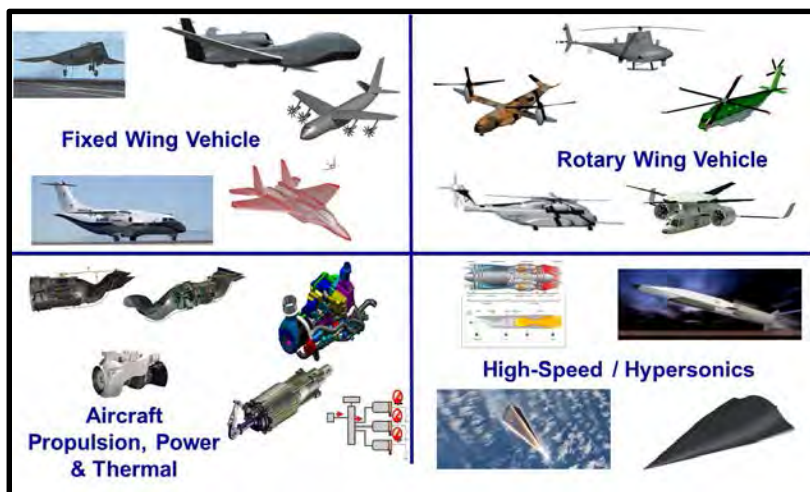 Fixed Wing Vehicle
Rotary Wing Vehicle
Aircraft
Propulsion, Power
& Thermal
High-Speed / Hypersonics